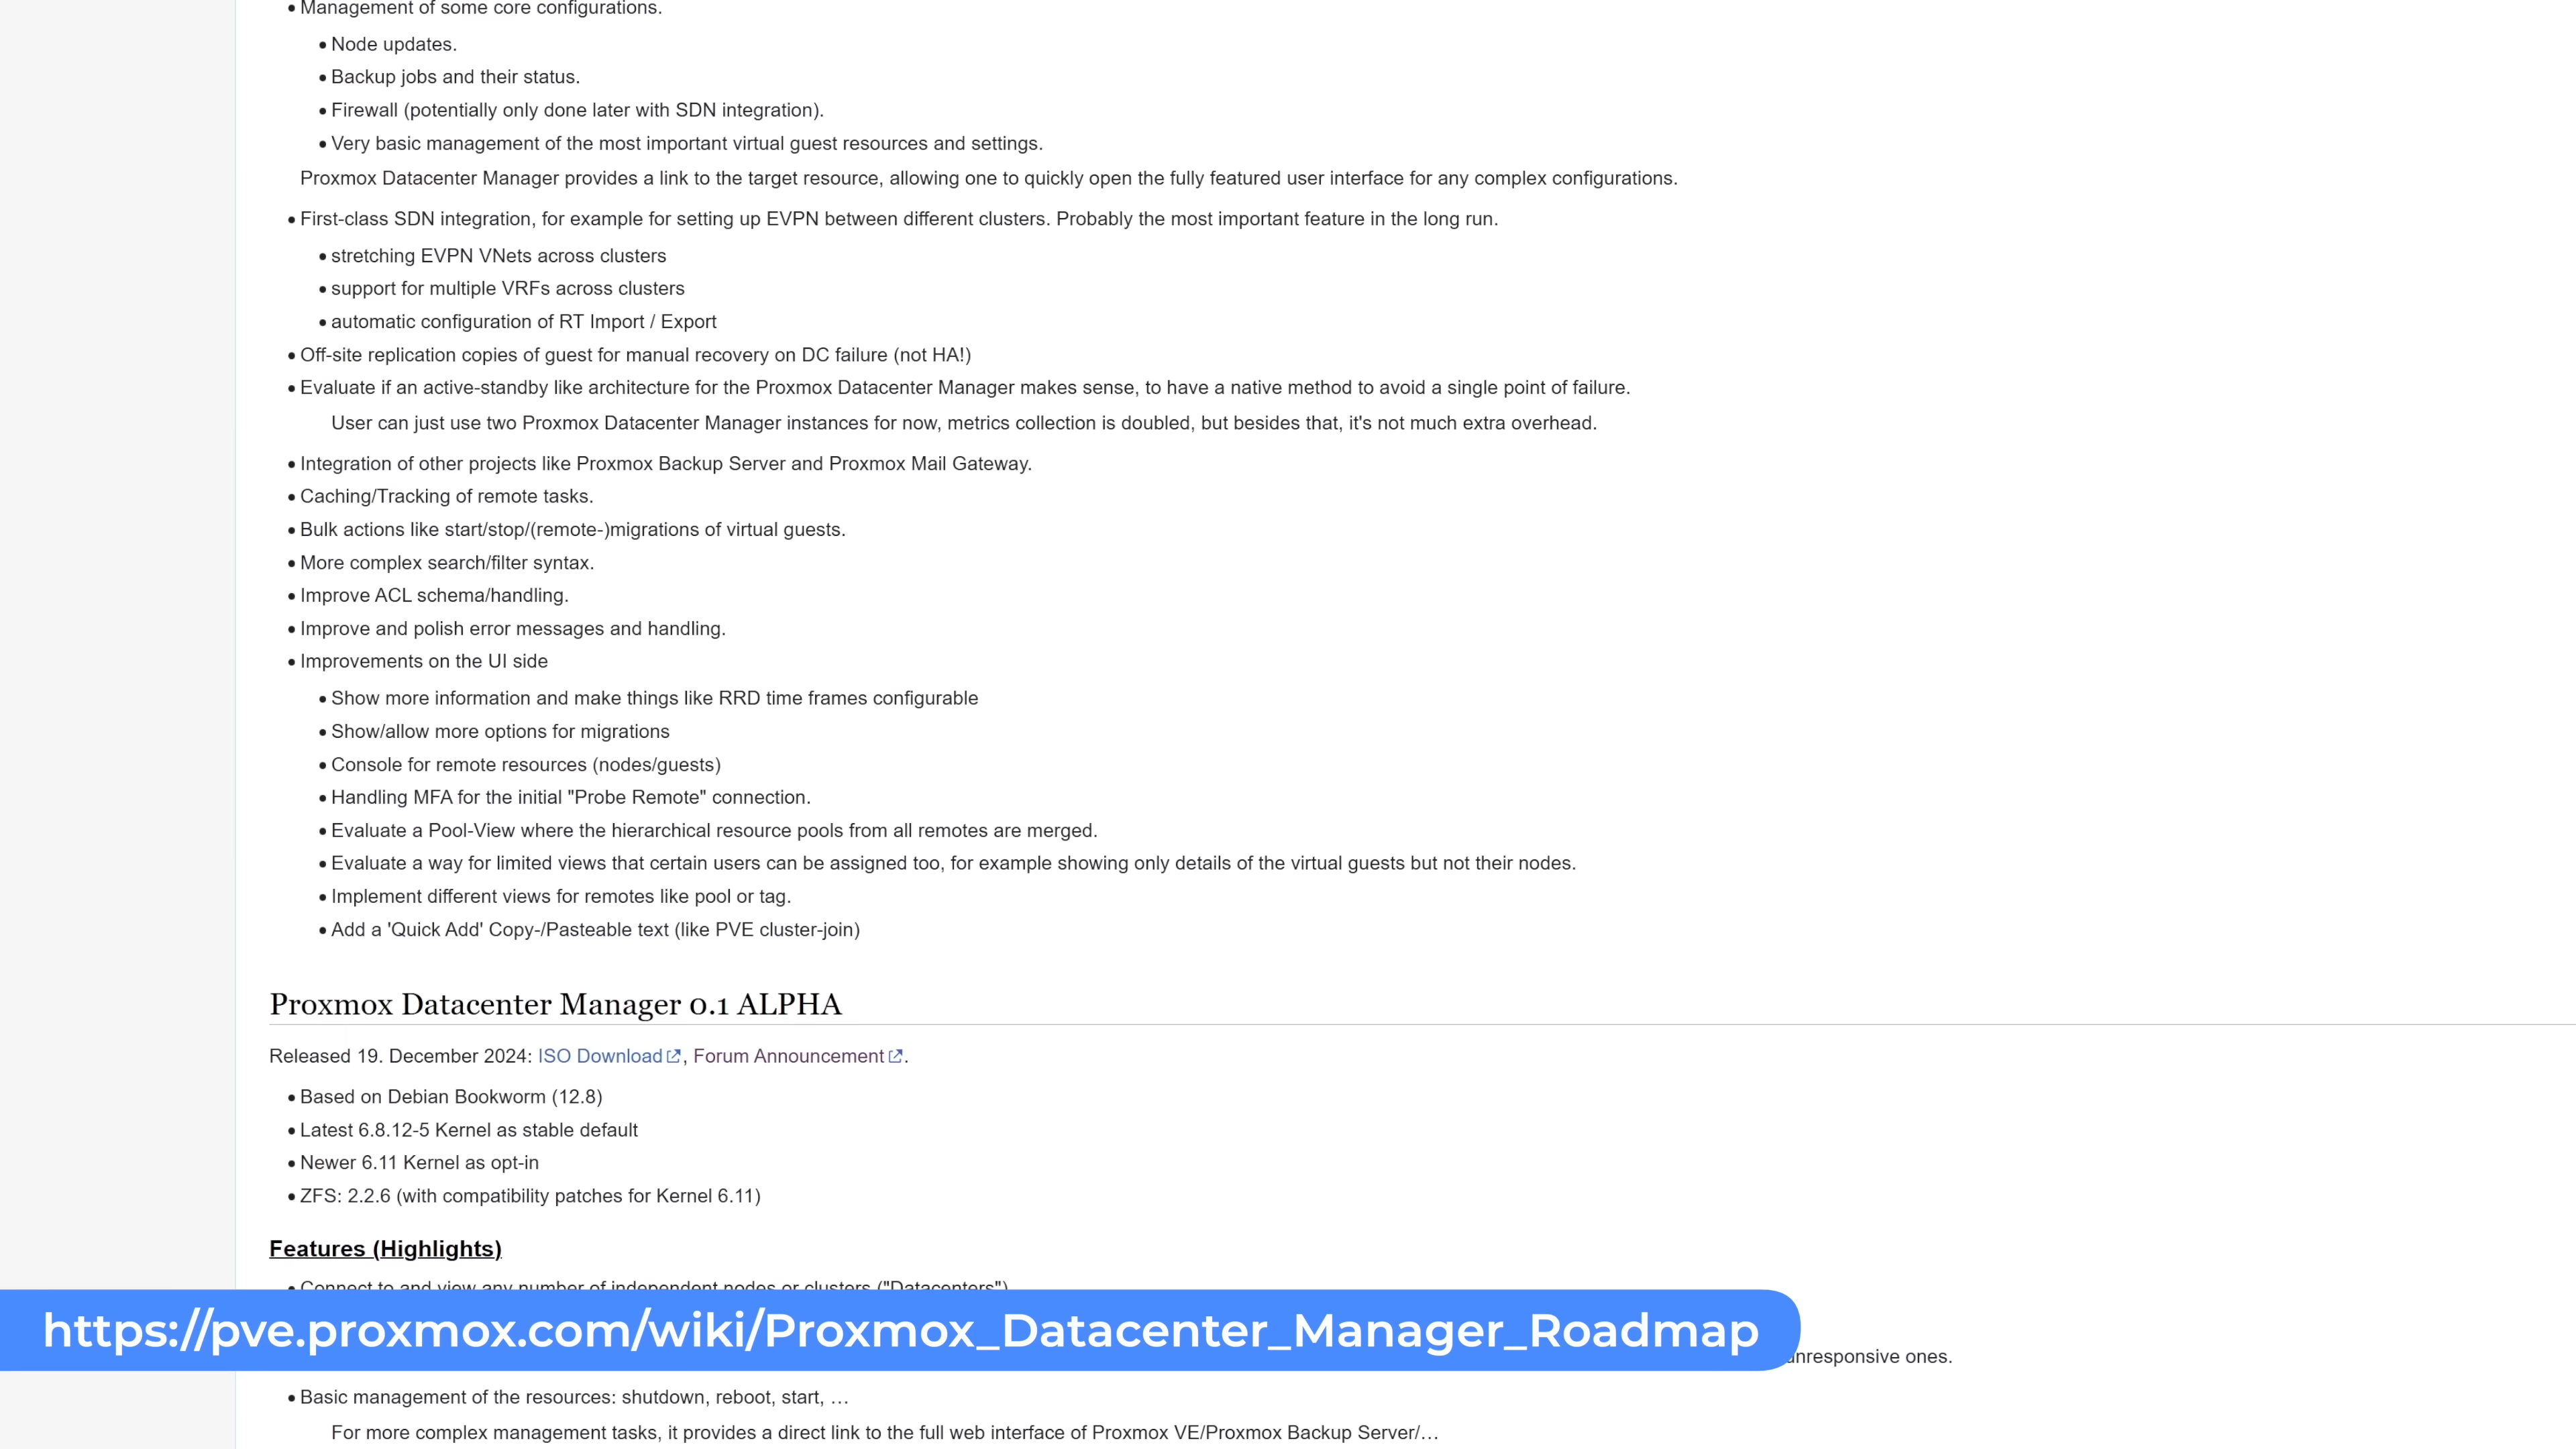 • Management of some core configurations.
• Node updates.
• Backup jobs and their status.
• Firewall (potentially only done later with SDN integration).
• Very basic management of the most important virtual guest resources and settings.
Proxmox Datacenter Manager provides a link to the target resource, allowing one to quickly open the fully featured user interface for any complex configurations.
• First-class SDN integration, for example for setting up EVPN between different clusters. Probably the most important feature in the long run.
• stretching EVPN VNets across clusters
• support for multiple VRFs across clusters
• automatic configuration of RT Import / Export
• Off-site replication copies of guest for manual recovery on DC failure (not HA!)
• Evaluate if an active-standby like architecture for the Proxmox Datacenter Manager makes sense, to have a native method to avoid a single point of failure.
User can just use two Proxmox Datacenter Manager instances for now, metrics collection is doubled, but besides that, it's not much extra overhead.
• Integration of other projects like Proxmox Backup Server and Proxmox Mail Gateway.
• Caching/Tracking of remote tasks.
• Bulk actions like start/stop/(remote-)migrations of virtual guests.
• More complex search/filter syntax.
• Improve ACL schema/handling.
• Improve and polish error messages and handling.
• Improvements on the UI side
• Show more information and make things like RRD time frames configurable
• Show/allow more options for migrations
• Console for remote resources (nodes/guests)
• Handling MFA for the initial "Probe Remote" connection.
• Evaluate a Pool-View where the hierarchical resource pools from all remotes are merged.
• Evaluate a way for limited views that certain users can be assigned too, for example showing only details of the virtual guests but not their nodes.
• Implement different views for remotes like pool or tag.
• Add a 'Quick Add' Copy-/Pasteable text (like PVE cluster-join)
Proxmox Datacenter Manager 0.1 ALPHA
Released 19. December 2024: ISO Download, Forum Announcement.
• Based on Debian Bookworm (12.8)
• Latest 6.8.12-5 Kernel as stable default
• Newer 6.11 Kernel as opt-in
• ZFS: 2.2.6 (with compatibility patches for Kernel 6.11)
Features (Highlights)
• Connect to and view any number of independent nodes or clusters ("Datacenters")
https://pve.proxmox.com/wiki/Proxmox_Datacenter_Manager_Roadmap
ones.
• Basic management of the resources: shutdown, reboot, start, …
For more complex management tasks, it provides a direct link to the full web interface of Proxmox VE/Proxmox Backup Server/…